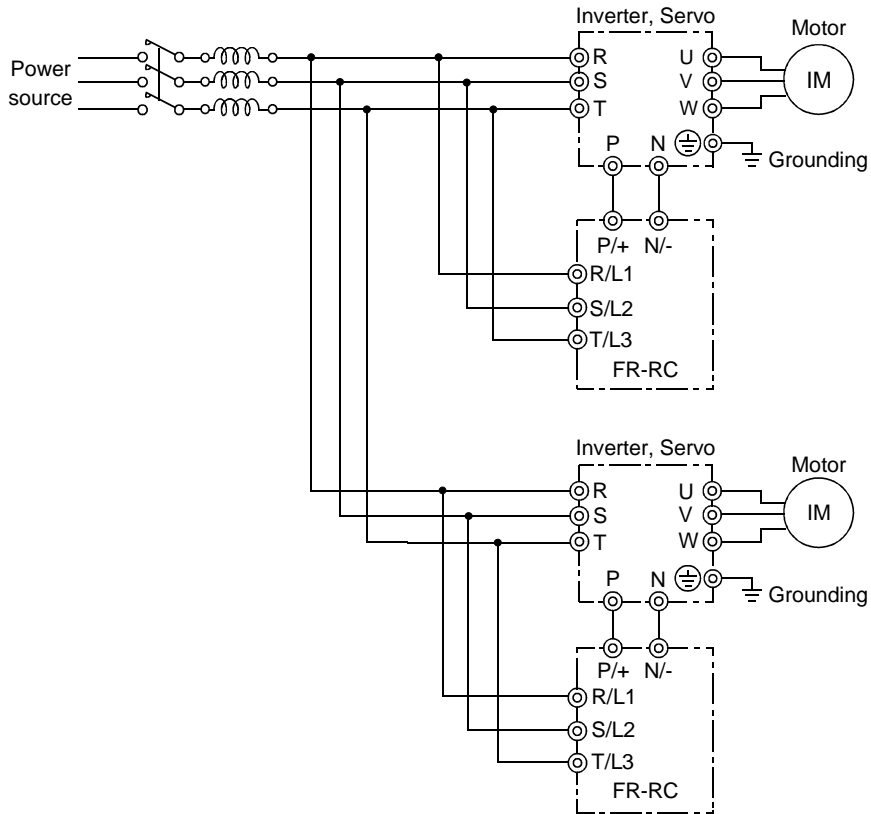 Inverter, Servo
Motor
Power
source
R
S
T
U
V
W
IM
P N
Grounding
P/+ N/-
R/L1
S/L2
T/L3
FR-RC
Inverter, Servo
Motor
R
S
T
U
V
W
IM
P N
Grounding
P/+ N/-
R/L1
S/L2
T/L3
FR-RC